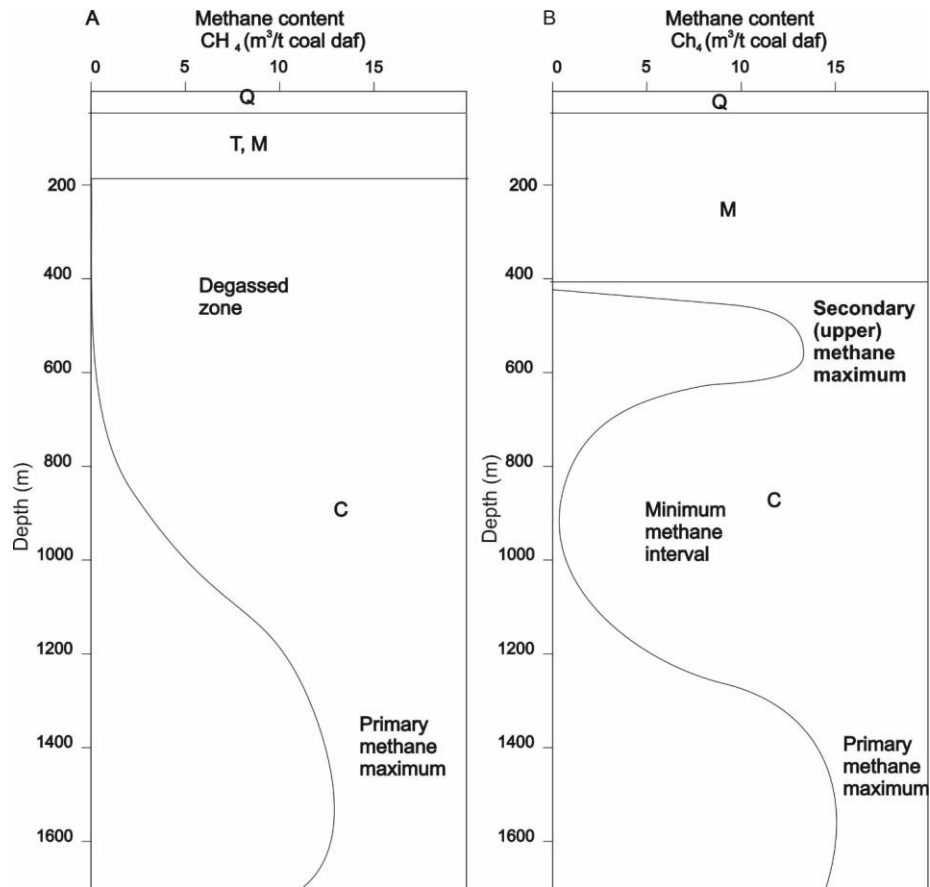 A
Methane content
CH 4 (m³/t coal daf)
0 5 10 15
Q
T, M
200
400
Degassed
zone
600
800
C
Depth (m)
1000
1200
Primary
methane
maximum
1400
1600
B
Methane content
Ch4 (m³/t coal daf)
0 5 10 15
Q
200
M
400
Secondary
(upper)
methane
maximum
600
800
C
Minimum
methane
interval
Depth (m)
1000
1200
1400
Primary
methane
maximum
1600